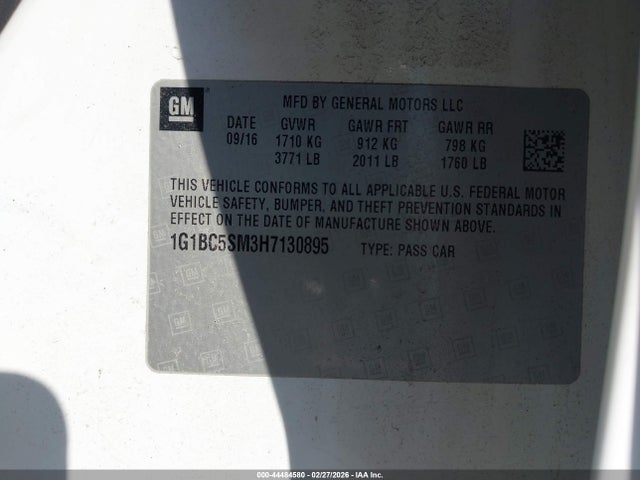 GM
MFD BY GENERAL MOTORS LLC
DATE GVWR GAWR FRT GAWR RR
09/16 1710 KG 912 KG 798 KG
3771 LB 2011 LB 1760 LB
THIS VEHICLE CONFORMS TO ALL APPLICABLE U.S. FEDERAL MOTOR
VEHICLE SAFETY, BUMPER, AND THEFT PREVENTION STANDARDS IN
EFFECT ON THE DATE OF MANUFACTURE SHOWN ABOVE.
1G1BC5SM3H7130895 TYPE: PASS CAR
000-44484580 - 02/27/2026 - IAA Inc.